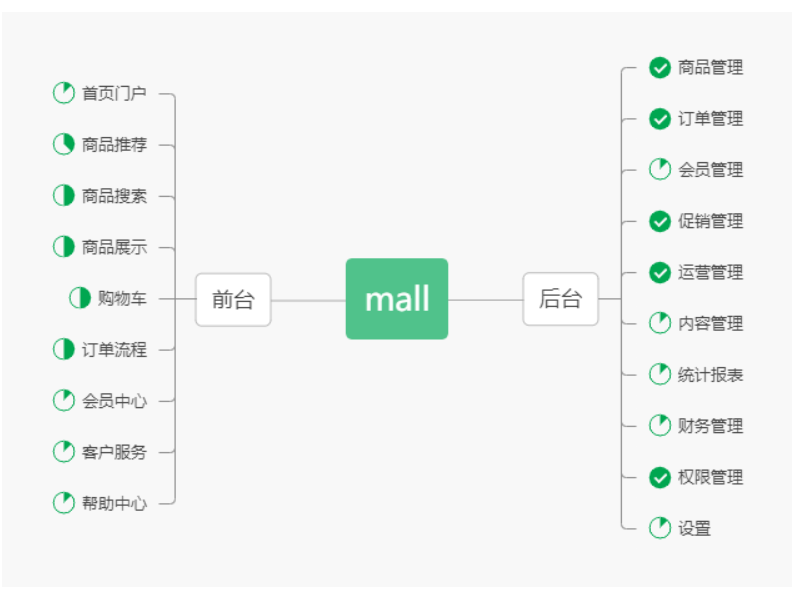 mall
前台
首页门户
商品推荐
商品搜索
商品展示
购物车
订单流程
会员中心
客户服务
帮助中心
后台
商品管理
订单管理
会员管理
促销管理
运营管理
内容管理
统计报表
财务管理
权限管理
设置